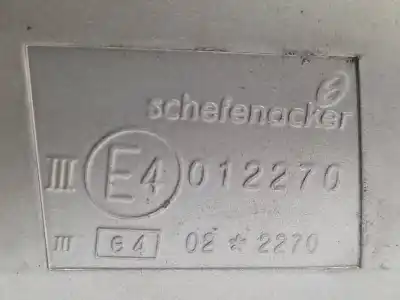 schefenacker
III E4 012270
III e4 02 * 2270